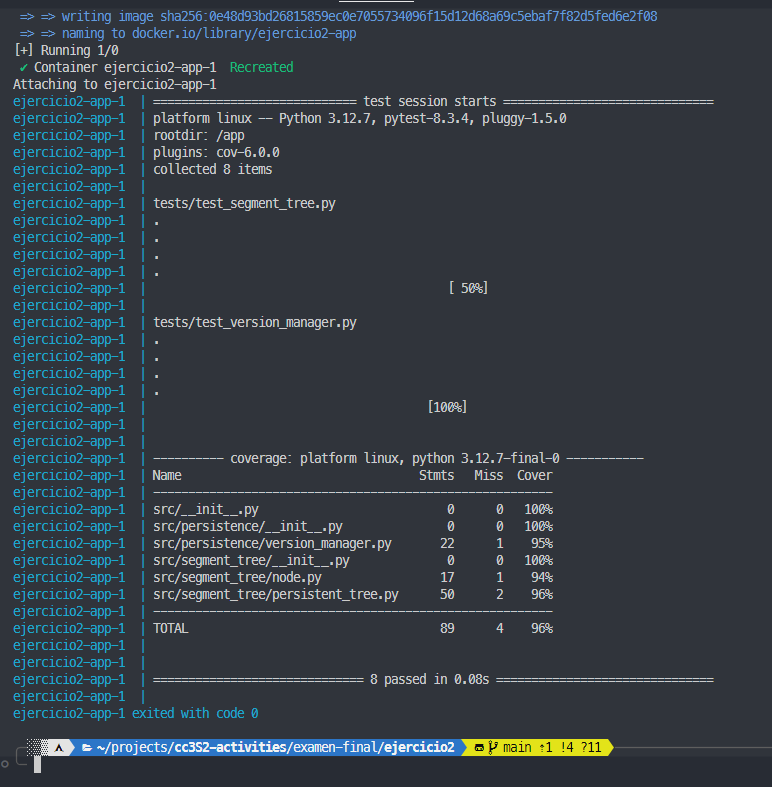 => => writing image sha256:0e48d93bd26815859ec0e7055734096f15d12d68a69c5ebaf7f82d5fed6e2f08
=> => naming to docker.io/library/ejercicio2-app
[+] Running 1/0
✔ Container ejercicio2-app-1  Recreated
Attaching to ejercicio2-app-1
ejercicio2-app-1  | ============================= test session starts ==============================
ejercicio2-app-1  | platform linux -- Python 3.12.7, pytest-8.3.4, pluggy-1.5.0
ejercicio2-app-1  | rootdir: /app
ejercicio2-app-1  | plugins: cov-6.0.0
ejercicio2-app-1  | collected 8 items
ejercicio2-app-1  |
ejercicio2-app-1  | tests/test_segment_tree.py
ejercicio2-app-1  | .
ejercicio2-app-1  | .
ejercicio2-app-1  | .
ejercicio2-app-1  | .
ejercicio2-app-1  |                                           [ 50%]
ejercicio2-app-1  |
ejercicio2-app-1  | tests/test_version_manager.py
ejercicio2-app-1  | .
ejercicio2-app-1  | .
ejercicio2-app-1  | .
ejercicio2-app-1  | .
ejercicio2-app-1  |                                        [100%]
ejercicio2-app-1  |
ejercicio2-app-1  |
ejercicio2-app-1  | ---------- coverage: platform linux, python 3.12.7-final-0 -----------
ejercicio2-app-1  | Name                                  Stmts   Miss  Cover
ejercicio2-app-1  | ---------------------------------------------------------
ejercicio2-app-1  | src/__init__.py                           0      0   100%
ejercicio2-app-1  | src/persistence/__init__.py               0      0   100%
ejercicio2-app-1  | src/persistence/version_manager.py       22      1    95%
ejercicio2-app-1  | src/segment_tree/__init__.py              0      0   100%
ejercicio2-app-1  | src/segment_tree/node.py                 17      1    94%
ejercicio2-app-1  | src/segment_tree/persistent_tree.py      50      2    96%
ejercicio2-app-1  | ---------------------------------------------------------
ejercicio2-app-1  | TOTAL                                    89      4    96%
ejercicio2-app-1  |
ejercicio2-app-1  |
ejercicio2-app-1  | ============================== 8 passed in 0.08s ===============================
ejercicio2-app-1  |
ejercicio2-app-1 exited with code 0
~/projects/cc3S2-activities/examen-final/ejercicio2 main ⇡1 !4 ?11